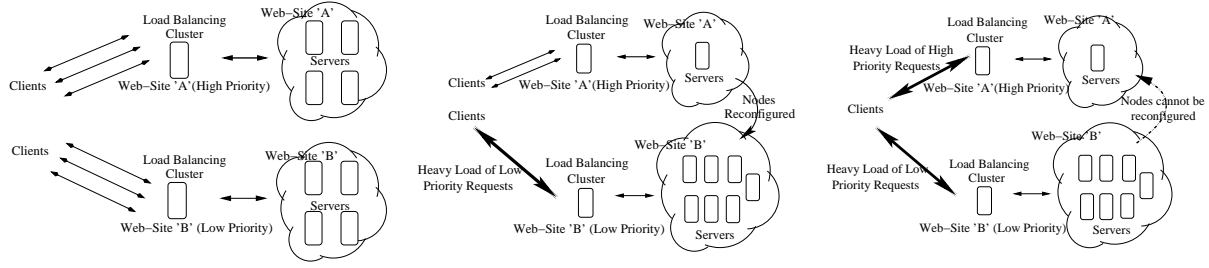 Load Balancing
Cluster
Web−Site 'A'
Servers
Clients
Web−Site 'A'(High Priority)
Clients
Load Balancing
Cluster
Web−Site 'B'
Servers
Web−Site 'B' (Low Priority)
Load Balancing
Cluster
Web−Site 'A'
Servers
Clients
Web−Site 'A'(High Priority)
Nodes
Reconfigured
Clients
Heavy Load of Low
Priority Requests
Load Balancing
Cluster
Web−Site 'B'
Servers
Web−Site 'B' (Low Priority)
Heavy Load of High
Priority Requests
Load Balancing
Cluster
Web−Site 'A'
Servers
Web−Site 'A'(High Priority)
Clients
Nodes cannot be
reconfigured
Heavy Load of Low
Priority Requests
Load Balancing
Cluster
Web−Site 'B'
Servers
Web−Site 'B' (Low Priority)